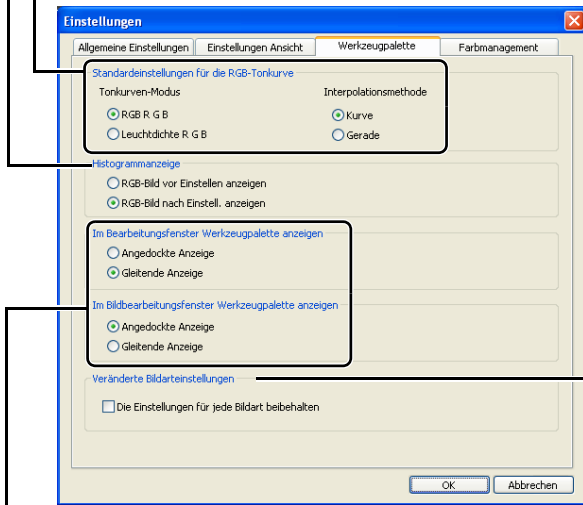 Einstellungen
Allgemeine Einstellungen Einstellungen Ansicht Werkzeugpalette Farbmanagement
Standardeinstellungen für die RGB-Tonkurve
Tonkurven-Modus Interpolationsmethode
RGB R G B Kurve
Leuchtdichte R G B Gerade
Histogrammanzeige
RGB-Bild vor Einstellen anzeigen
RGB-Bild nach Einstell. anzeigen
Im Bearbeitungsfenster Werkzeugpalette anzeigen
Angedockte Anzeige
Gleitende Anzeige
Im Bildbearbeitungsfenster Werkzeugpalette anzeigen
Angedockte Anzeige
Gleitende Anzeige
Veränderte Bildarteinstellungen
Die Einstellungen für jede Bildart beibehalten
OK Abbrechen